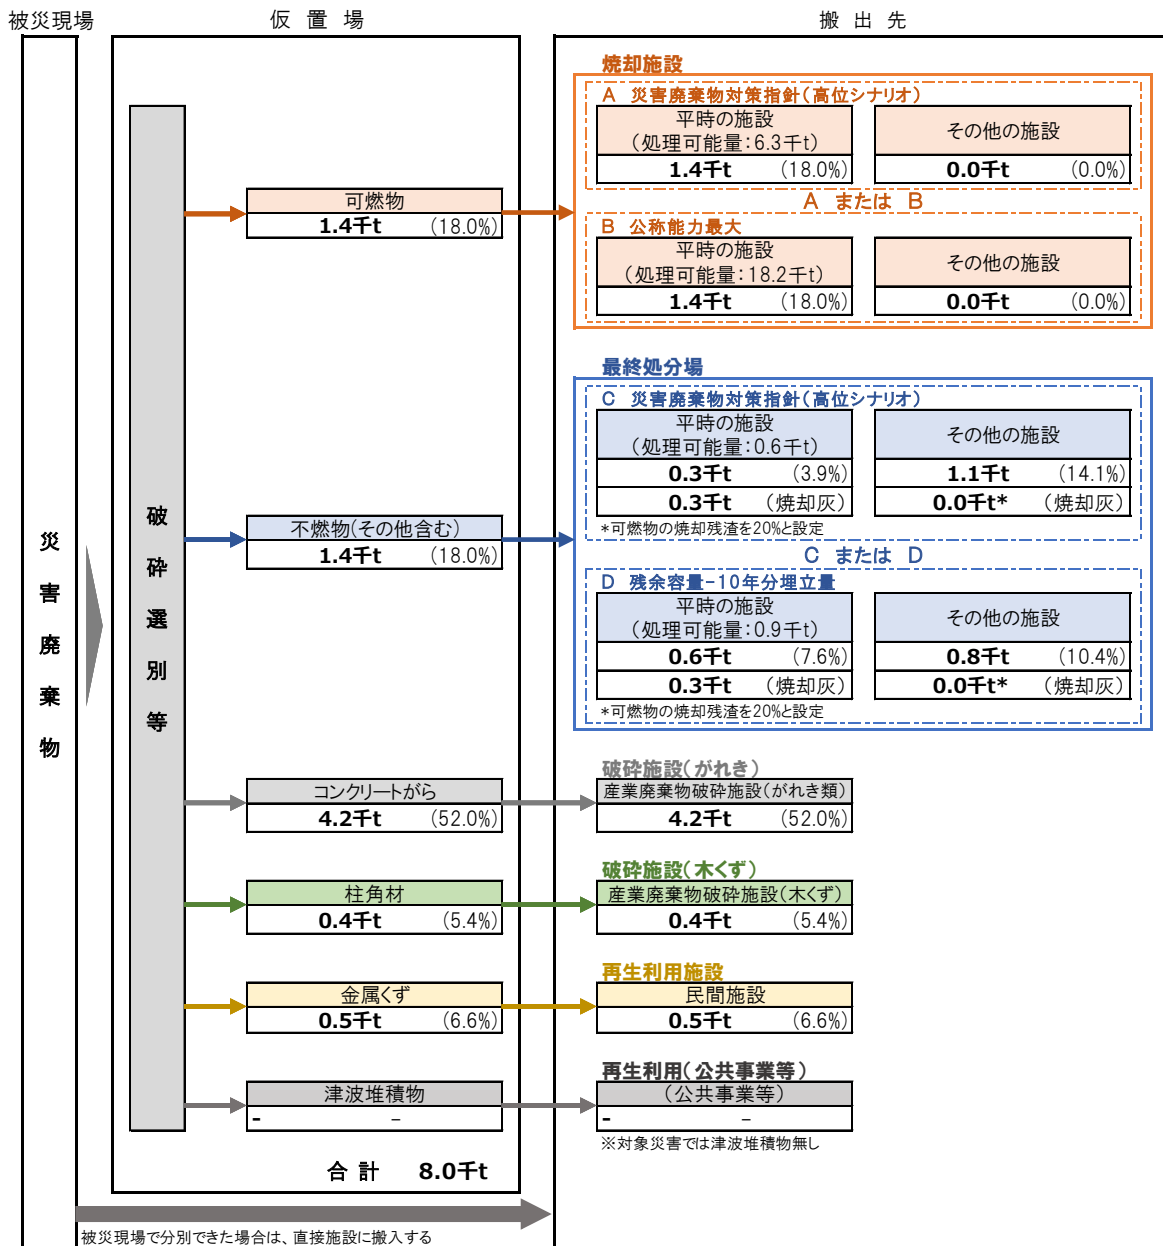 被災現場
仮 置 場
搬 出 先
災害廃棄物
破砕選別等
可燃物
1.4千t (18.0%)
不燃物(その他含む)
1.4千t (18.0%)
コンクリートがら
4.2千t (52.0%)
柱角材
0.4千t (5.4%)
金属くず
0.5千t (6.6%)
津波堆積物
- -
合 計 8.0千t
焼却施設
A 災害廃棄物対策指針(高位シナリオ)
平時の施設
(処理可能量:6.3千t)
1.4千t (18.0%)
その他の施設
0.0千t (0.0%)
A または B
B 公称能力最大
平時の施設
(処理可能量:18.2千t)
1.4千t (18.0%)
その他の施設
0.0千t (0.0%)
最終処分場
C 災害廃棄物対策指針(高位シナリオ)
平時の施設
(処理可能量:0.6千t)
0.3千t (3.9%)
0.3千t (焼却灰)
その他の施設
1.1千t (14.1%)
0.0千t* (焼却灰)
*可燃物の焼却残渣を20%と設定
C または D
D 残余容量-10年分埋立量
平時の施設
(処理可能量:0.9千t)
0.6千t (7.6%)
0.3千t (焼却灰)
その他の施設
0.8千t (10.4%)
0.0千t* (焼却灰)
*可燃物の焼却残渣を20%と設定
破砕施設(がれき)
産業廃棄物破砕施設(がれき類)
4.2千t (52.0%)
破砕施設(木くず)
産業廃棄物破砕施設(木くず)
0.4千t (5.4%)
再生利用施設
民間施設
0.5千t (6.6%)
再生利用(公共事業等)
(公共事業等)
- -
※対象災害では津波堆積物無し
被災現場で分別できた場合は、直接施設に搬入する